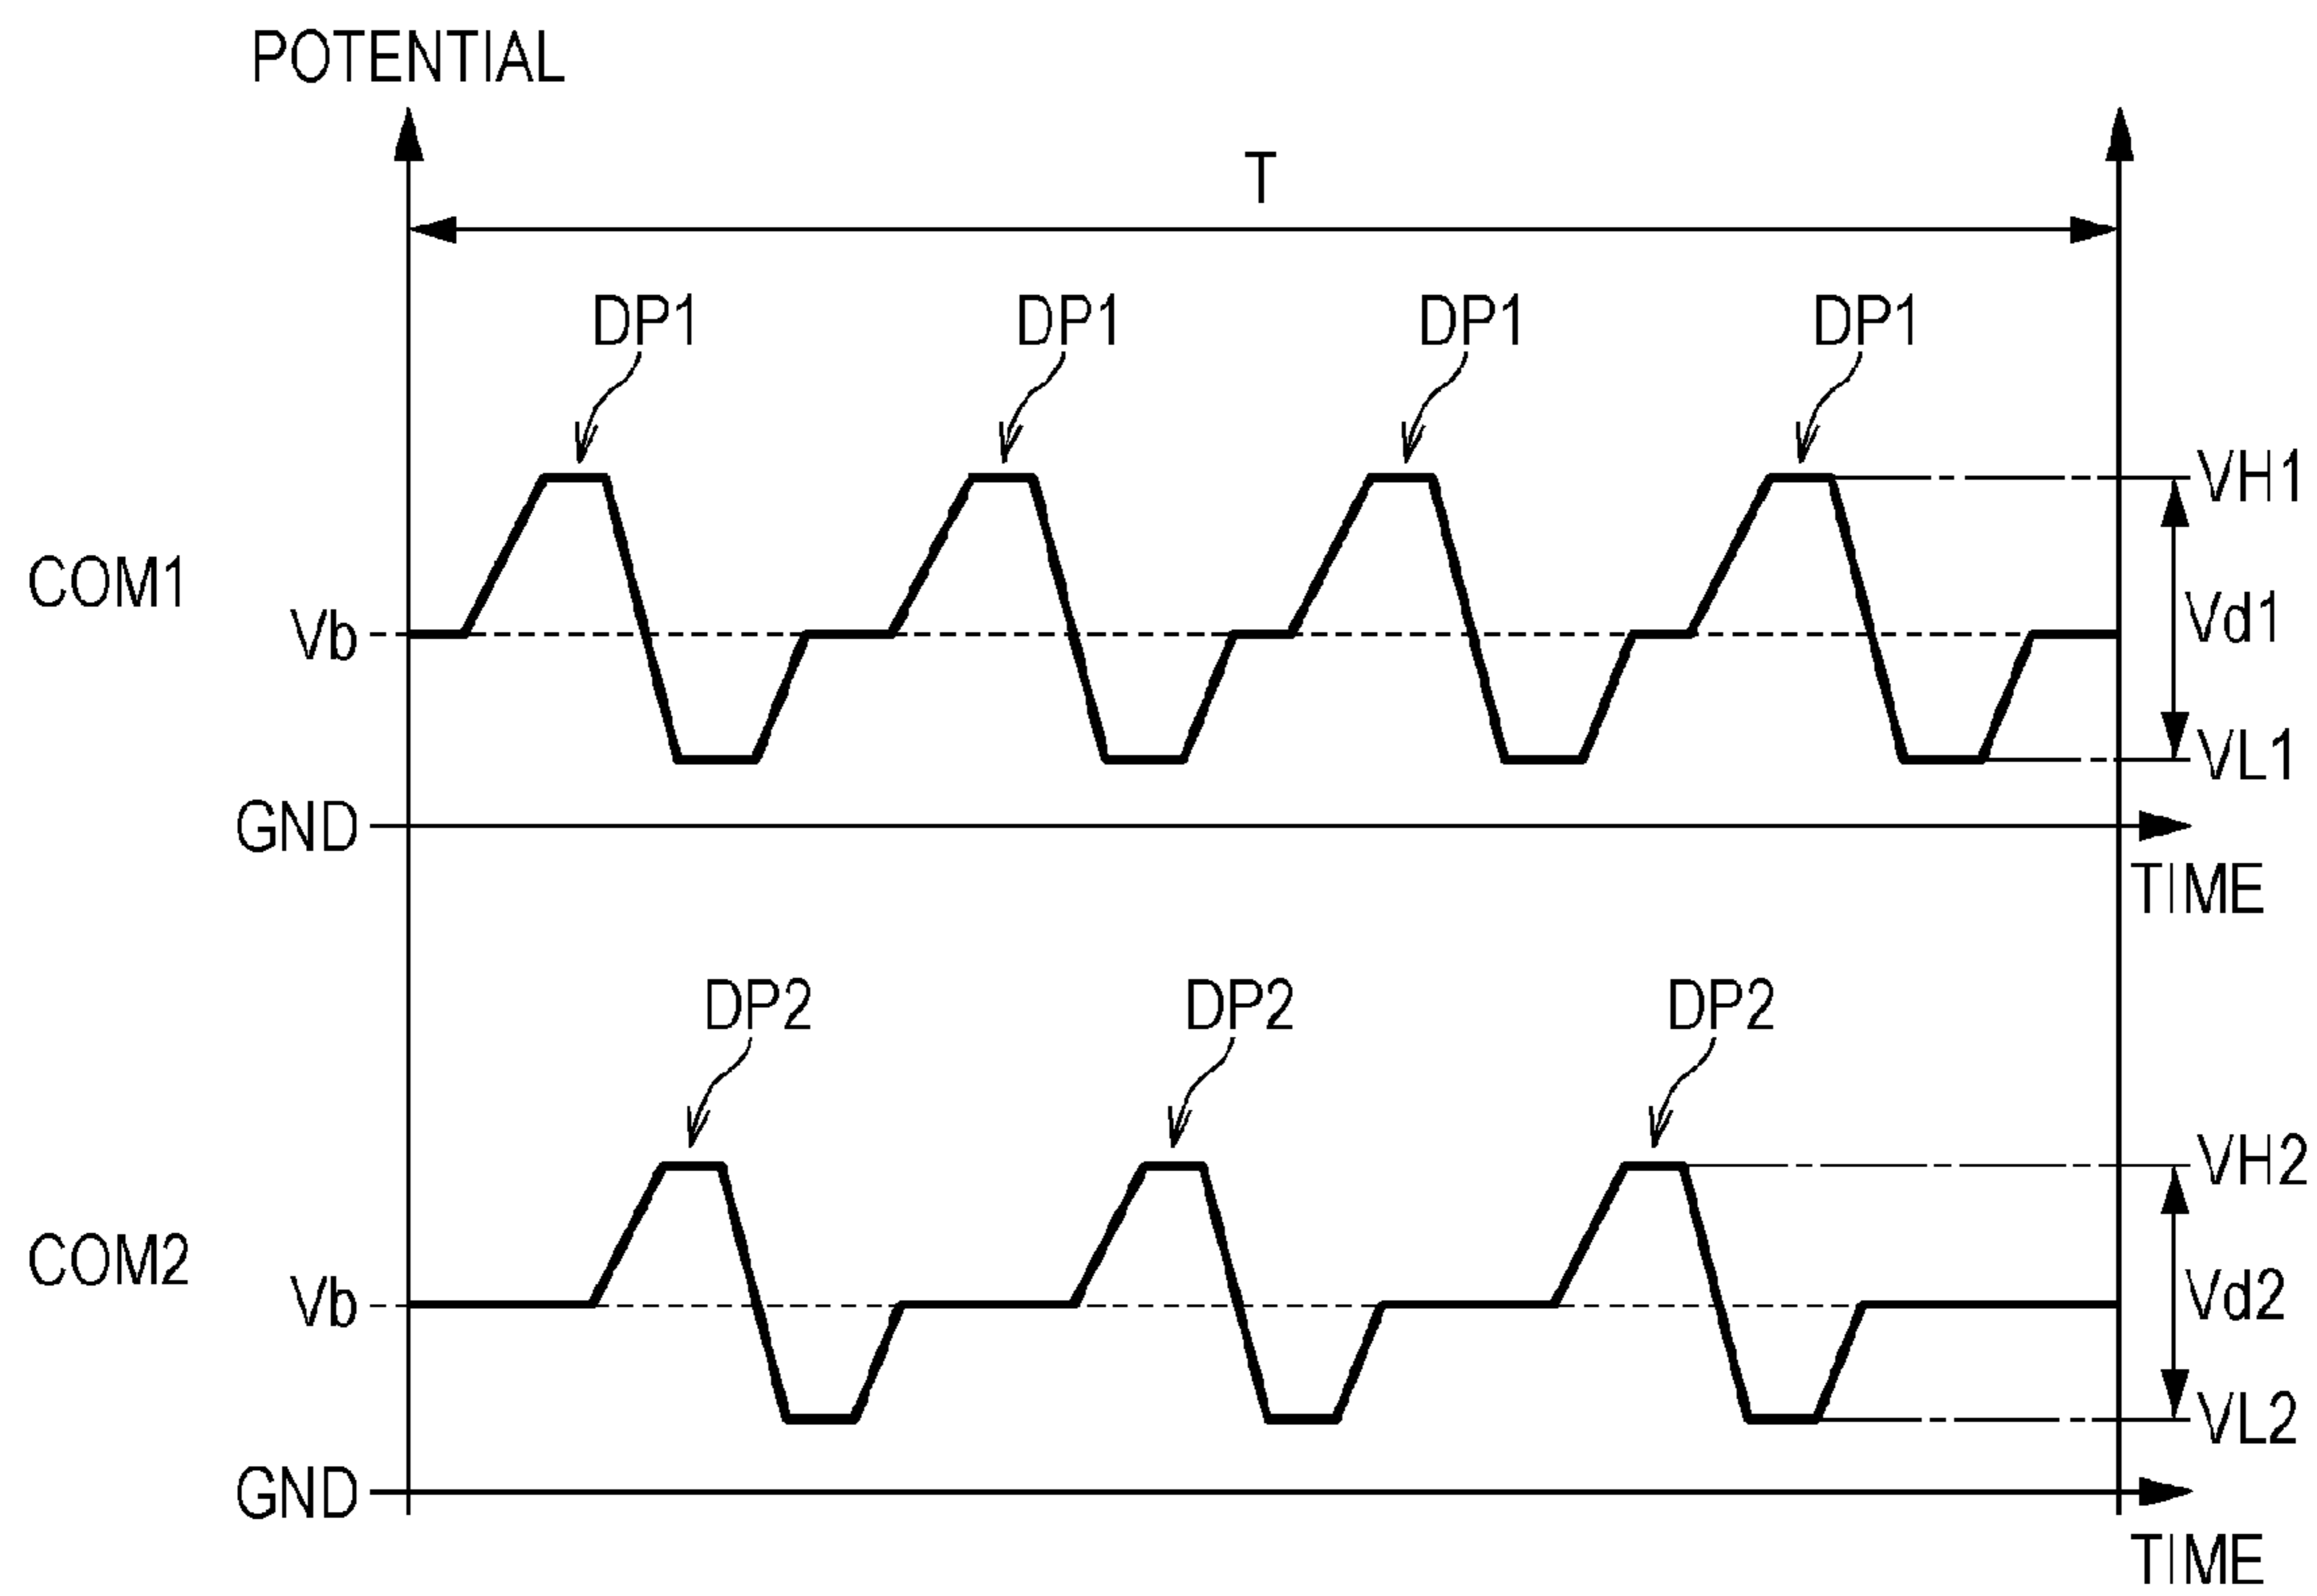 POTENTIAL
T
DP1 DP1 DP1 DP1
VH1
COM1
Vb
Vd1
VL1
GND
TIME
DP2 DP2 DP2
VH2
COM2
Vb
Vd2
VL2
GND
TIME